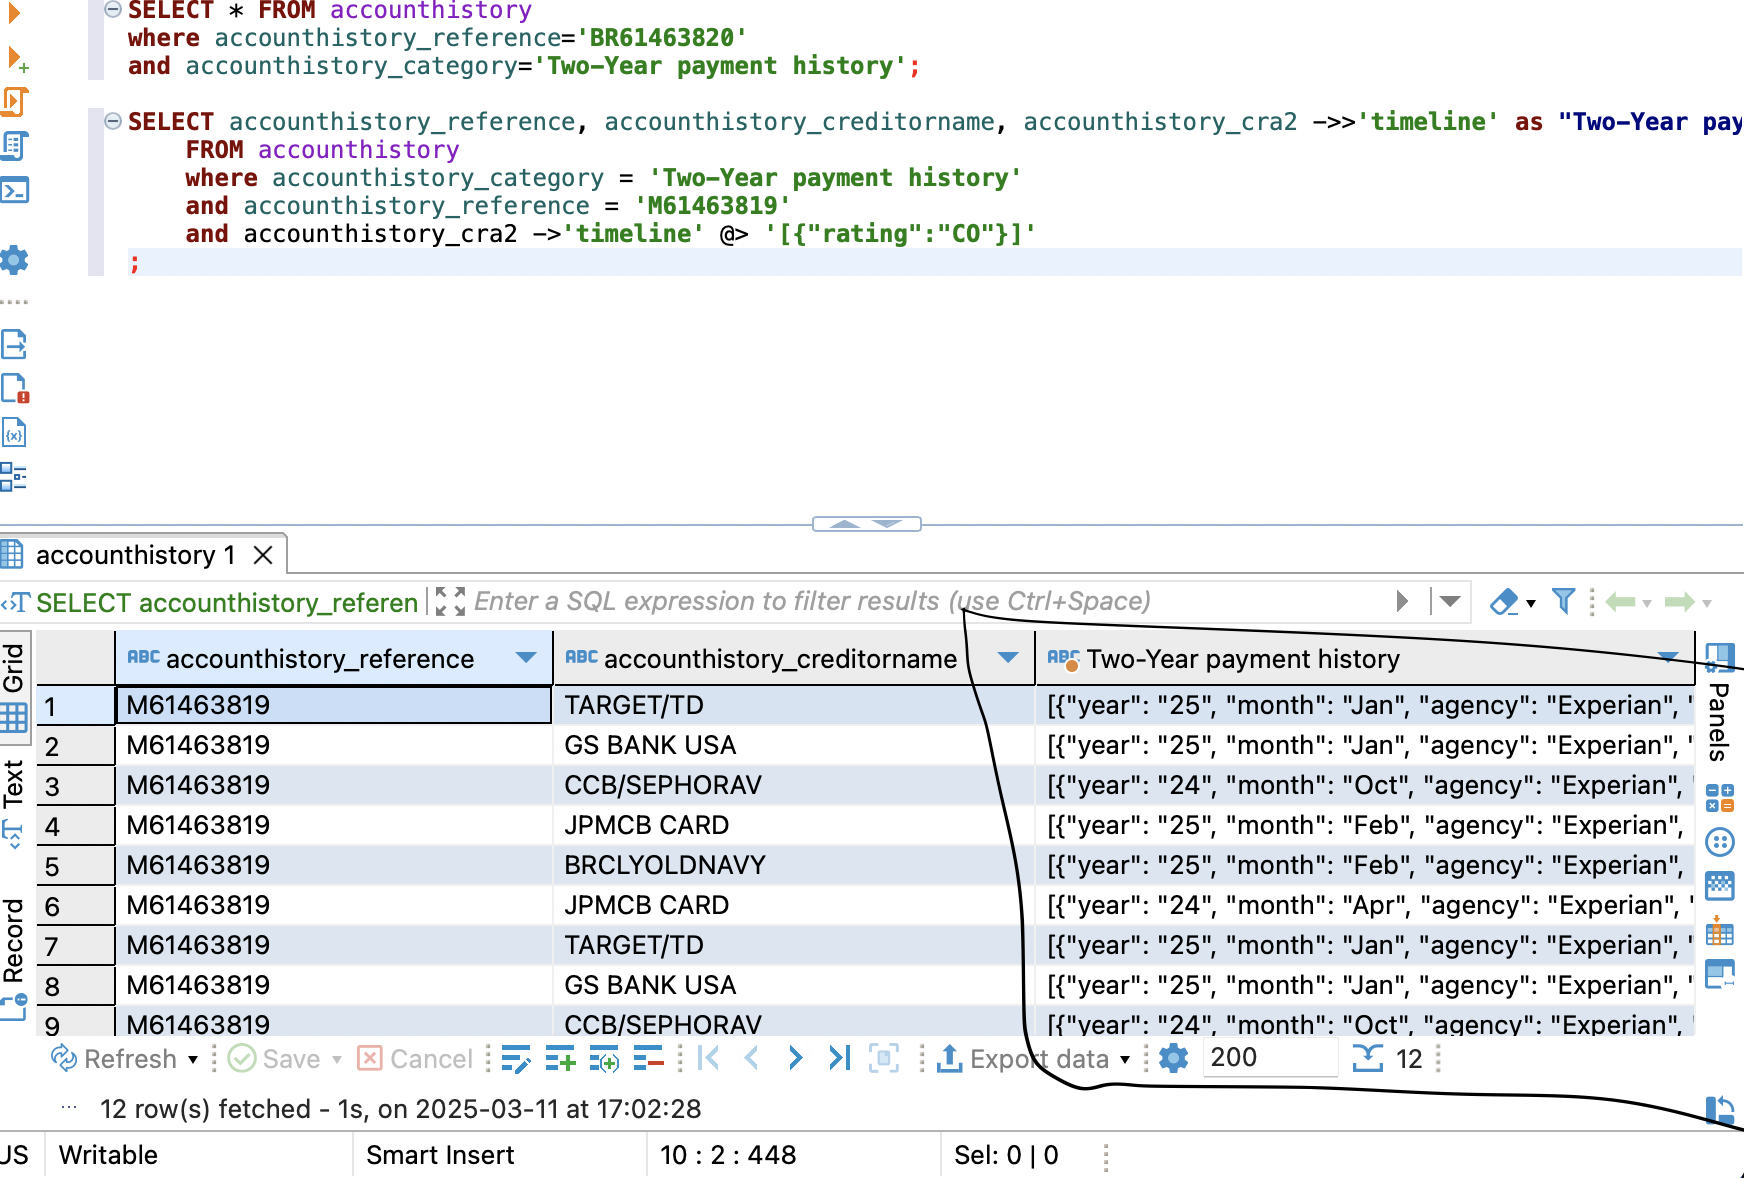 SELECT * FROM accounthistory
where accounthistory_reference='BR61463820'
and accounthistory_category='Two-Year payment history';
SELECT accounthistory_reference, accounthistory_creditorname, accounthistory_cra2 ->>'timeline' as "Two-Year pay
FROM accounthistory
where accounthistory_category = 'Two-Year payment history'
and accounthistory_reference = 'M61463819'
and accounthistory_cra2 ->'timeline' @> '[{"rating":"CO"}]'
;
accounthistory 1
SELECT accounthistory_referen Enter a SQL expression to filter results (use Ctrl+Space)
Grid
Text
Record
Panels
ABC accounthistory_reference ABC accounthistory_creditorname ABC Two-Year payment history
1 M61463819 TARGET/TD [{"year": "25", "month": "Jan", "agency": "Experian", "
2 M61463819 GS BANK USA [{"year": "25", "month": "Jan", "agency": "Experian", "
3 M61463819 CCB/SEPHORAV [{"year": "24", "month": "Oct", "agency": "Experian",
4 M61463819 JPMCB CARD [{"year": "25", "month": "Feb", "agency": "Experian",
5 M61463819 BRCLYOLDNAVY [{"year": "25", "month": "Feb", "agency": "Experian",
6 M61463819 JPMCB CARD [{"year": "24", "month": "Apr", "agency": "Experian", "
7 M61463819 TARGET/TD [{"year": "25", "month": "Jan", "agency": "Experian", "
8 M61463819 GS BANK USA [{"year": "25", "month": "Jan", "agency": "Experian", "
9 M61463819 CCB/SEPHORAV [{"year": "24", "month": "Oct", "agency": "Experian",
Refresh Save Cancel Export data 200 12
12 row(s) fetched - 1s, on 2025-03-11 at 17:02:28
US Writable Smart Insert 10 : 2 : 448 Sel: 0 | 0